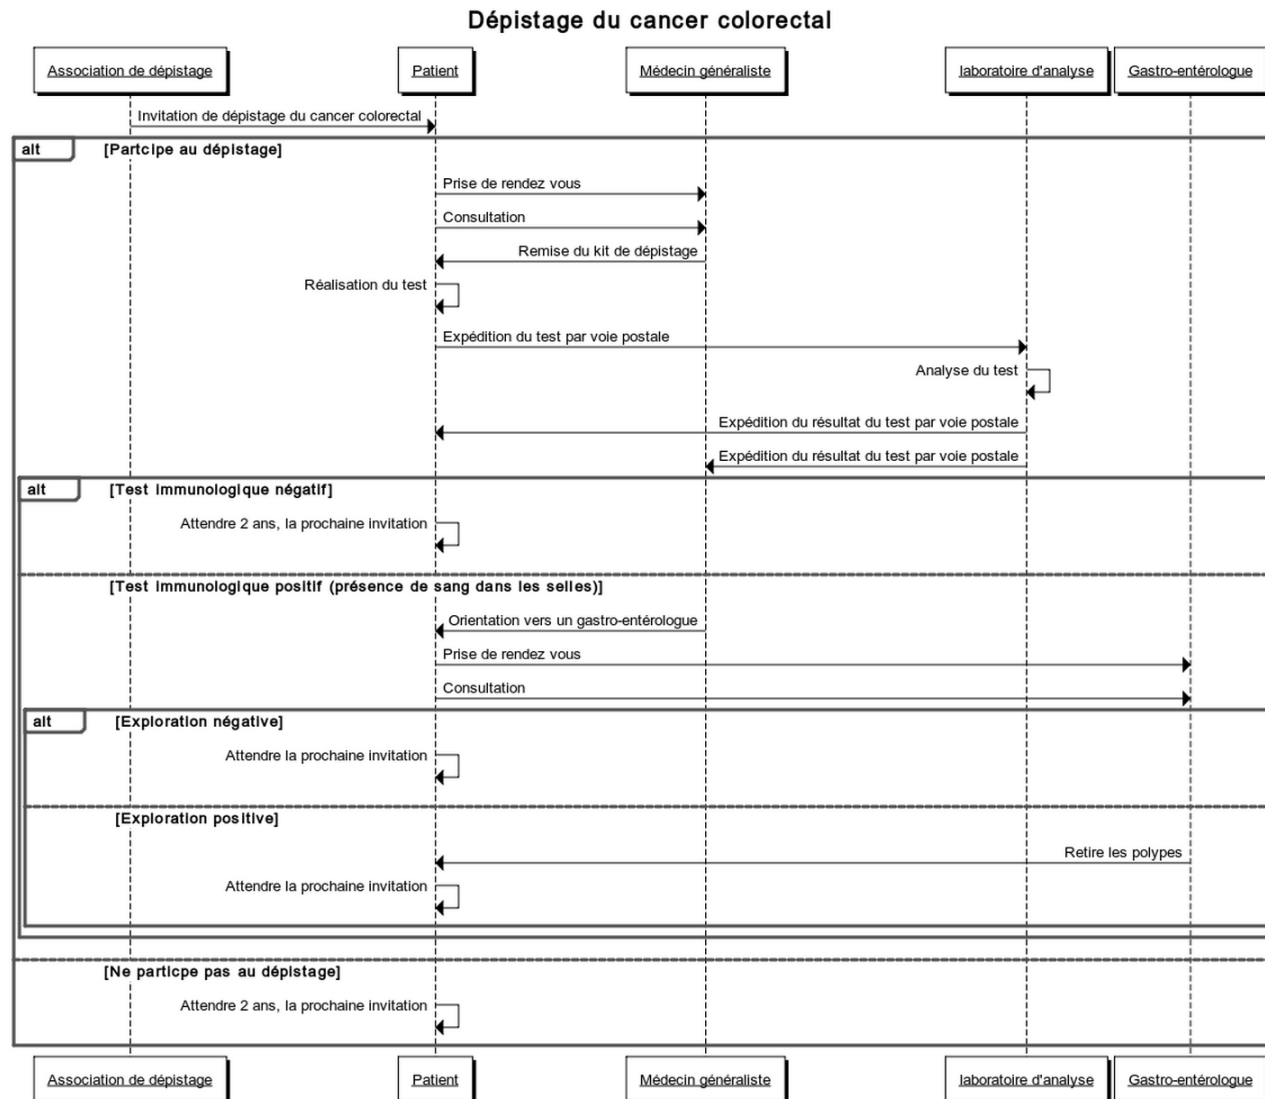 Dépistage du cancer colorectal
Association de dépistage
Patient
Médecin généraliste
laboratoire d'analyse
Gastro-entérologue
Invitation de dépistage du cancer colorectal
alt
[Partcipe au dépistage]
Prise de rendez vous
Consultation
Remise du kit de dépistage
Réalisation du test
Expédition du test par voie postale
Analyse du test
Expédition du résultat du test par voie postale
Expédition du résultat du test par voie postale
alt
[Test immunologique négatif]
Attendre 2 ans, la prochaine invitation
[Test immunologique positif (présence de sang dans les selles)]
Orientation vers un gastro-entérologue
Prise de rendez vous
Consultation
alt
[Exploration négative]
Attendre la prochaine invitation
[Exploration positive]
Retire les polypes
Attendre la prochaine invitation
[Ne particpe pas au dépistage]
Attendre 2 ans, la prochaine invitation
Association de dépistage
Patient
Médecin généraliste
laboratoire d'analyse
Gastro-entérologue